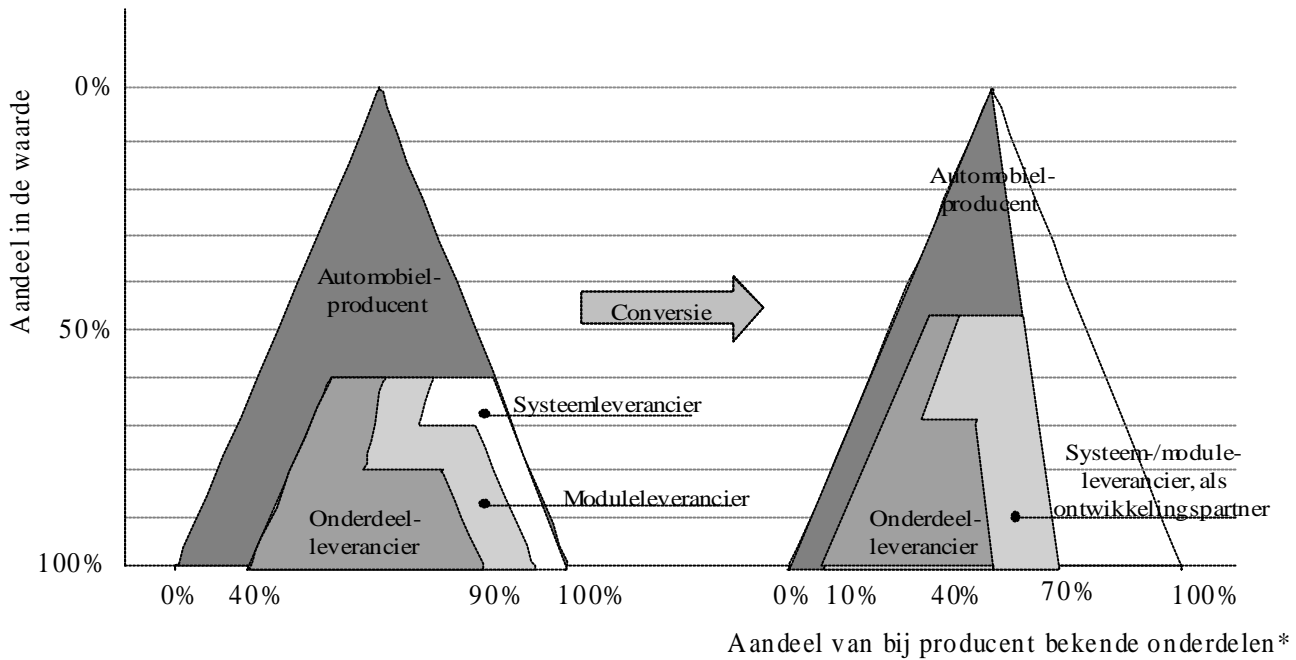 0%
Aandeel in de waarde
50%
100%
Automobiel-
producent
Conversie
Systeemleverancier
Moduleleverancier
Onderdeel-
leverancier
0% 40% 90% 100%
Automobiel-
producent
Systeem-/module-
leverancier, als
ontwikkelingspartner
Onderdeel-
leverancier
0% 10% 40% 70% 100%
Aandeel van bij producent bekende onderdelen*